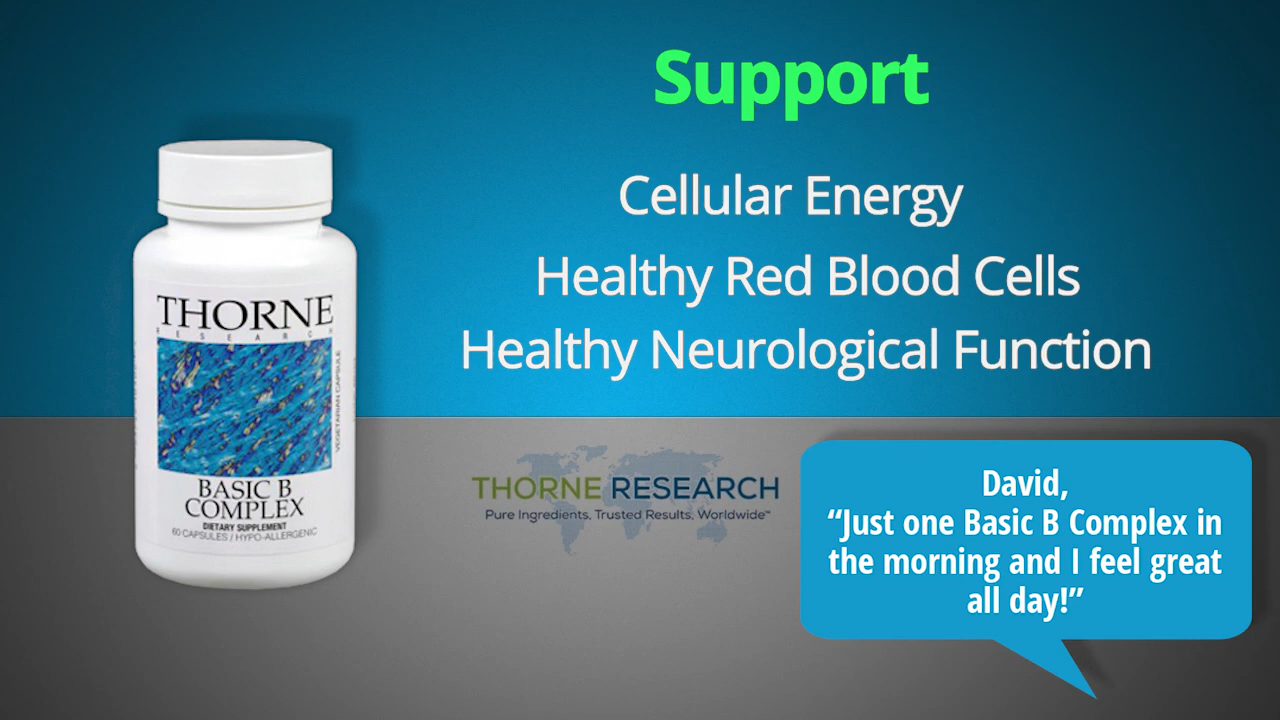 Support
Cellular Energy
Healthy Red Blood Cells
Healthy Neurological Function
THORNE
RESEARCH
VEGETARIAN CAPSULE
BASIC B
COMPLEX
DIETARY SUPPLEMENT
60 CAPSULES / HYPO-ALLERGENIC
THORNE RESEARCH
Pure Ingredients, Trusted Results, Worldwide™
David,
“Just one Basic B Complex in
the morning and I feel great
all day!”